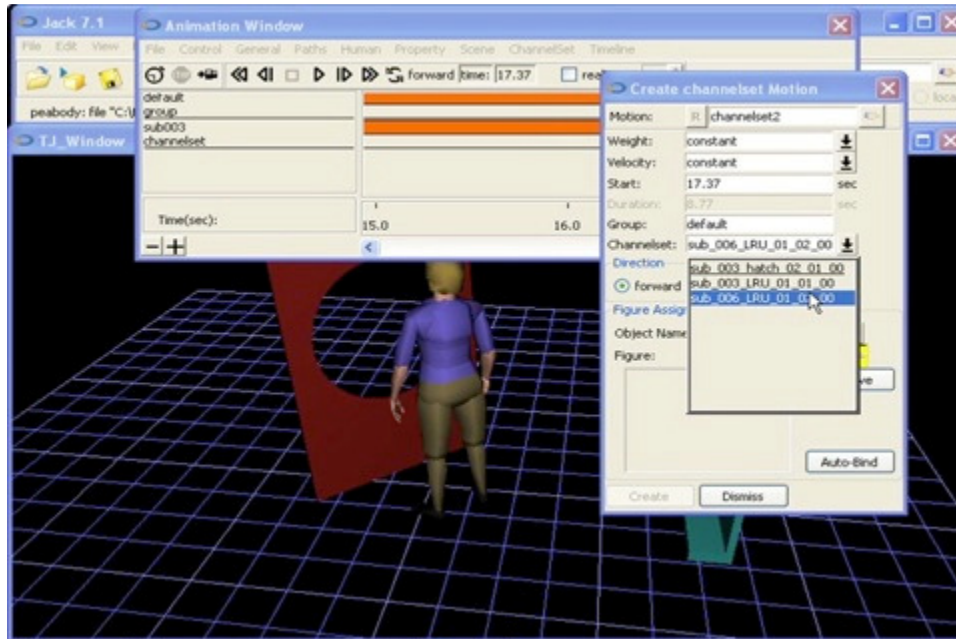 Jack 7.1
Animation Window
File Edit View
File Control General Paths Human Property Scene ChannelSet Timeline
forward time: 17.37
peabody: file "C:\
default
group
sub003
channelset
TJ_Window
Time(sec):
15.0 16.0
Create channelset Motion
Motion: R channelset2
Weight: constant
Velocity: constant
Start: 17.37 sec
Duration: 8.77 sec
Group: default
Channelset: sub_006_LRU_01_02_00
Direction
forward
sub_003_hatch_02_01_00
sub_003_LRU_01_01_00
sub_006_LRU_01_02_00
Figure Assig
Object Name
Figure:
Auto-Bind
Create Dismiss